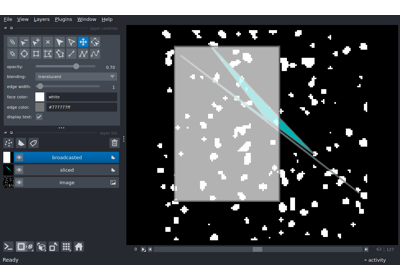 File View Layers Plugins Window Help
opacity: 0.70
blending: translucent
edge width: 1
face color: white
edge color: #777777ff
display text: ✓
broadcasted
sliced
Image
Ready
activity